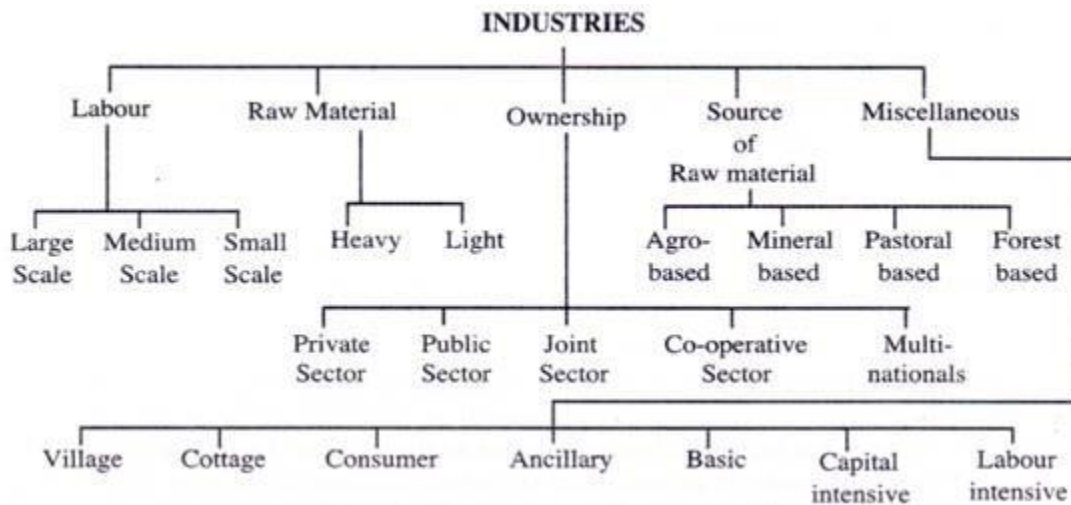 INDUSTRIES
Labour Raw Material Ownership Source Miscellaneous
of
Raw material
Large Medium Small Heavy Light Agro- Mineral Pastoral Forest
Scale Scale Scale based based based based
Private Public Joint Co-operative Multi-
Sector Sector Sector Sector nationals
Village Cottage Consumer Ancillary Basic Capital Labour
intensive intensive